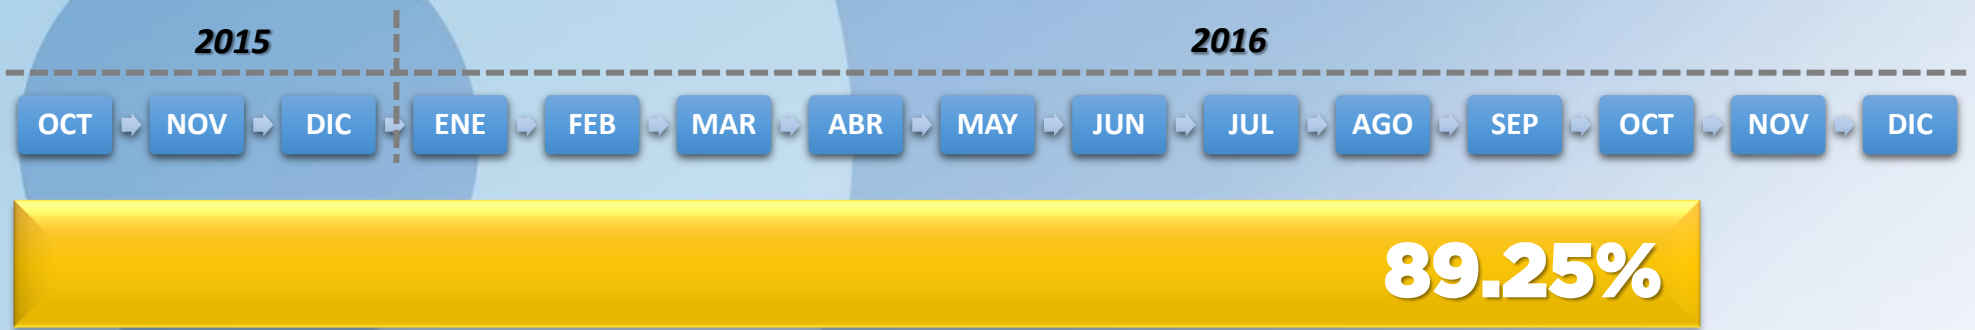 2015 2016
OCT NOV DIC ENE FEB MAR ABR MAY JUN JUL AGO SEP OCT NOV DIC
89.25%